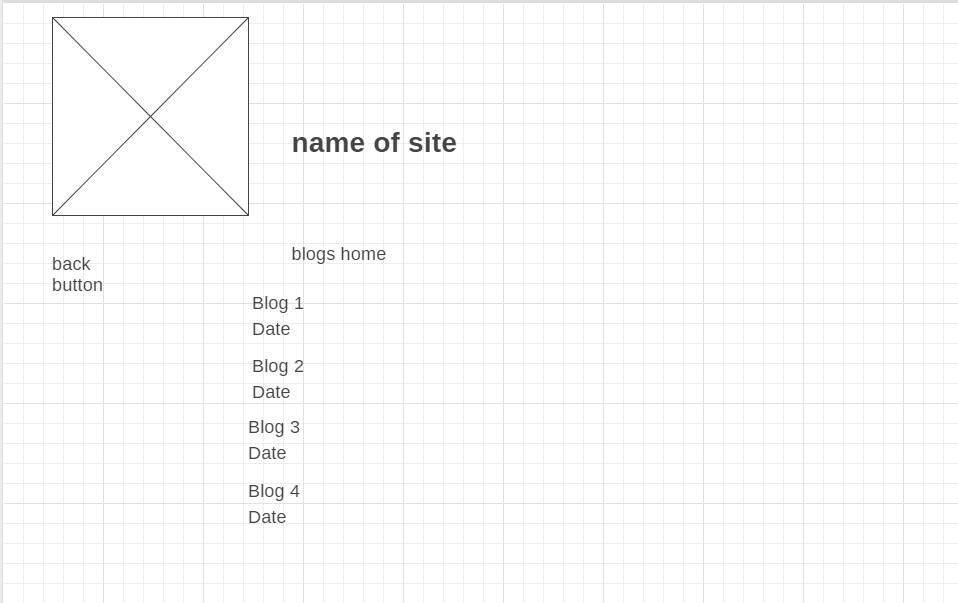 name of site
blogs home
back
button
Blog 1
Date
Blog 2
Date
Blog 3
Date
Blog 4
Date